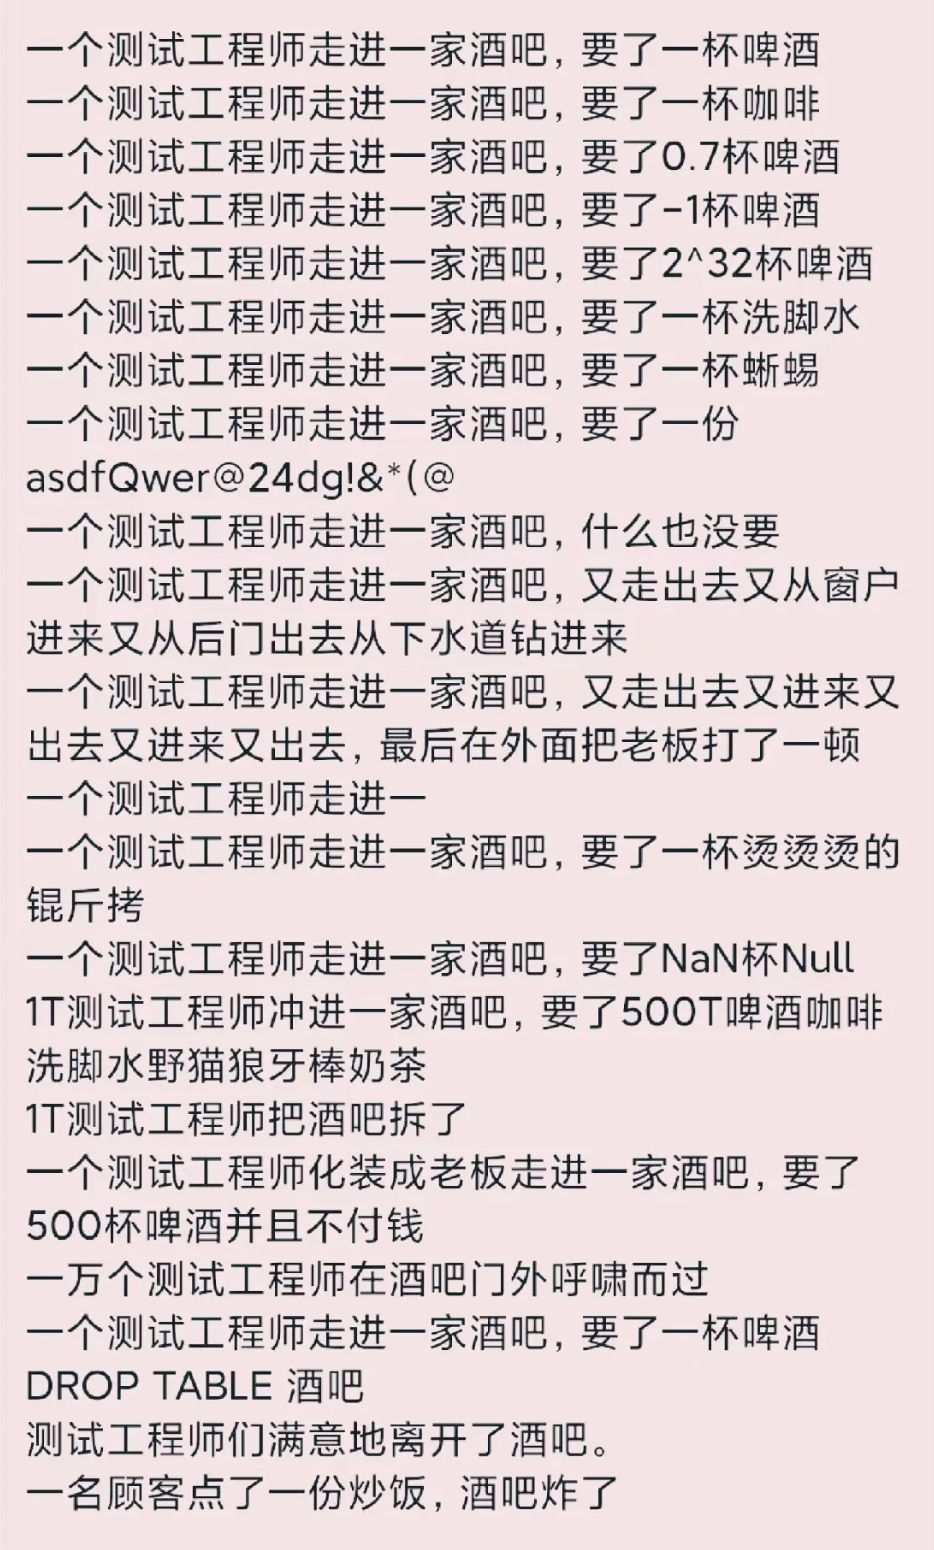 一个测试工程师走进一家酒吧，要了一杯啤酒
一个测试工程师走进一家酒吧，要了一杯咖啡
一个测试工程师走进一家酒吧，要了0.7杯啤酒
一个测试工程师走进一家酒吧，要了-1杯啤酒
一个测试工程师走进一家酒吧，要了2^32杯啤酒
一个测试工程师走进一家酒吧，要了一杯洗脚水
一个测试工程师走进一家酒吧，要了一杯蜥蜴
一个测试工程师走进一家酒吧，要了一份
asdfQwer@24dg!&*(@
一个测试工程师走进一家酒吧，什么也没要
一个测试工程师走进一家酒吧，又走出去又从窗户
进来又从后门出去从下水道钻进来
一个测试工程师走进一家酒吧，又走出去又进来又
出去又进来又出去，最后在外面把老板打了一顿
一个测试工程师走进一
一个测试工程师走进一家酒吧，要了一杯烫烫烫的
锟斤拷
一个测试工程师走进一家酒吧，要了NaN杯Null
1T测试工程师冲进一家酒吧，要了500T啤酒咖啡
洗脚水野猫狼牙棒奶茶
1T测试工程师把酒吧拆了
一个测试工程师化装成老板走进一家酒吧，要了
500杯啤酒并且不付钱
一万个测试工程师在酒吧门外呼啸而过
一个测试工程师走进一家酒吧，要了一杯啤酒
DROP TABLE 酒吧
测试工程师们满意地离开了酒吧。
一名顾客点了一份炒饭，酒吧炸了